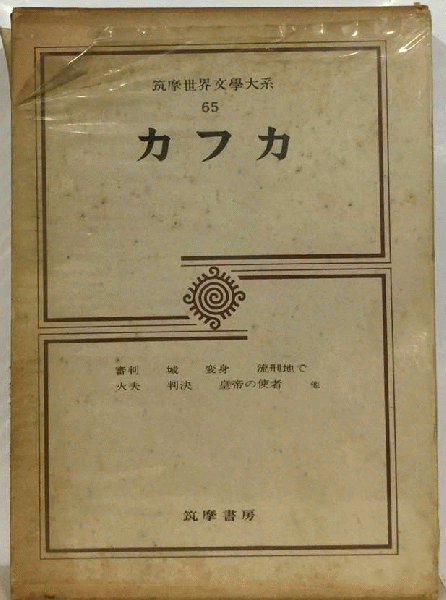 筑摩世界文學大系
65
カフカ
審判 城 変身 流刑地で
火夫 判決 皇帝の使者 他
筑摩書房